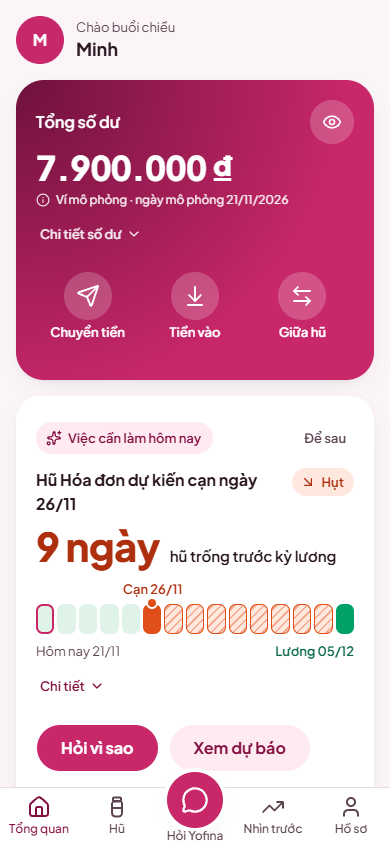 M
Chào buổi chiều
Minh
Tổng số dư
7.900.000 ₫
Ví mô phỏng · ngày mô phỏng 21/11/2026
Chi tiết số dư
Chuyển tiền
Tiền vào
Giữa hũ
Việc cần làm hôm nay
Để sau
Hũ Hóa đơn dự kiến cạn ngày
26/11
Hụt
9 ngày hũ trống trước kỳ lương
Cạn 26/11
Hôm nay 21/11
Lương 05/12
Chi tiết
Hỏi vì sao
Xem dự báo
Tổng quan
Hũ
Hỏi Yofina
Nhìn trước
Hồ sơ